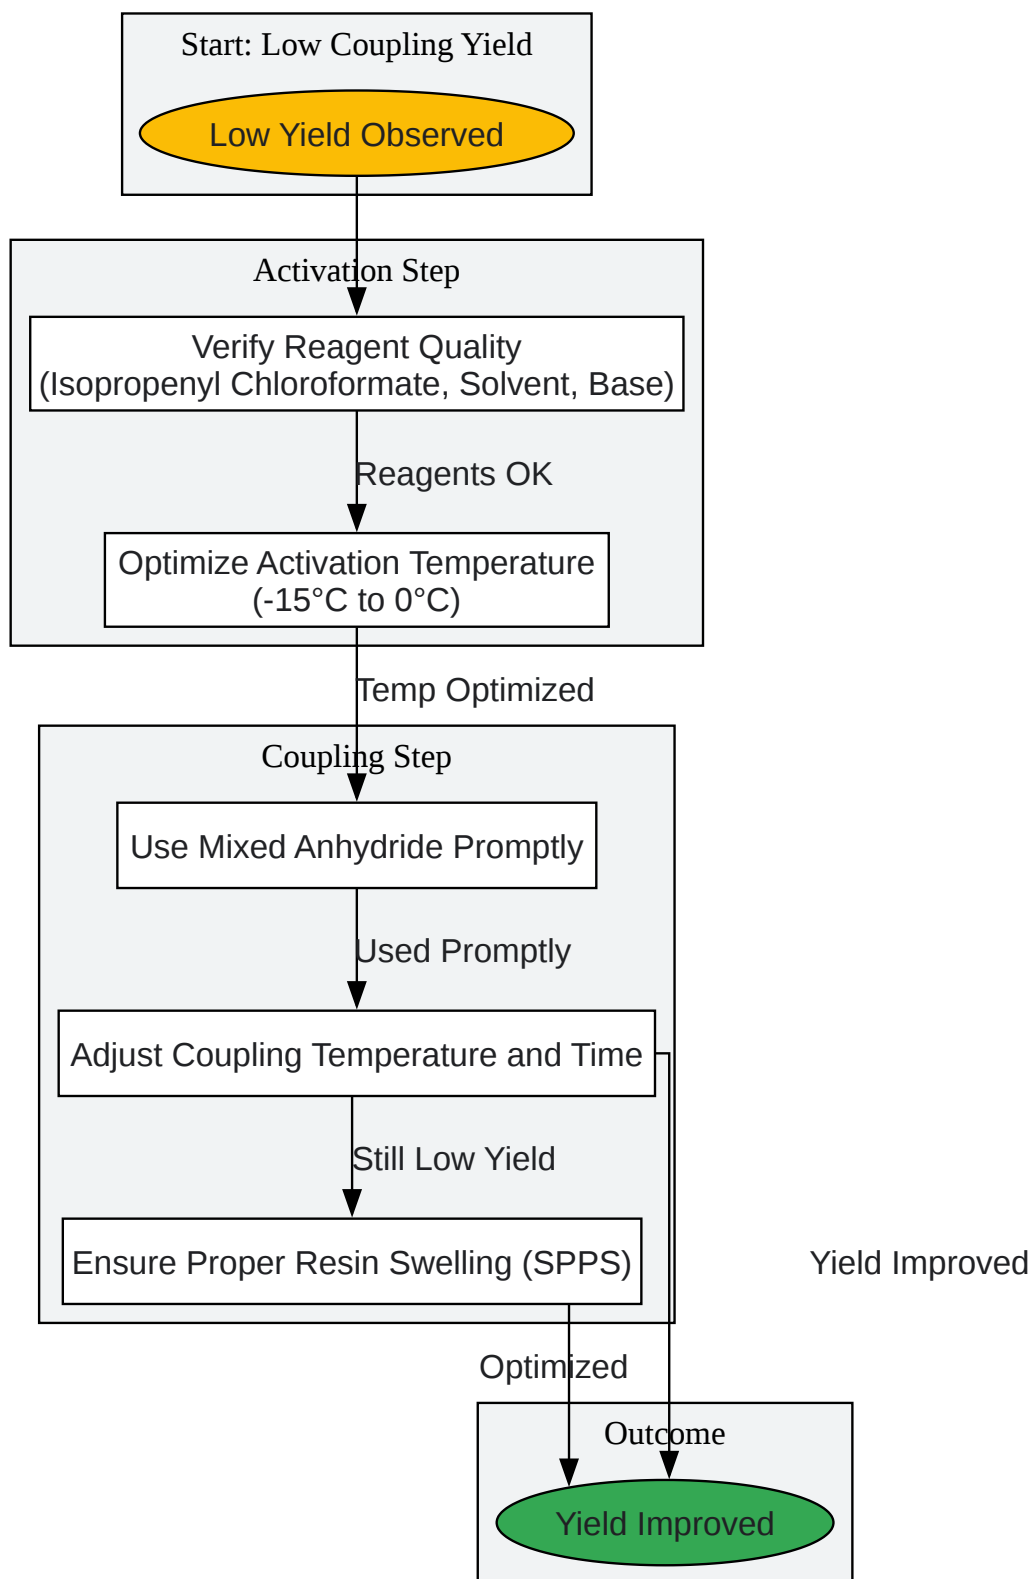 Start: Low Coupling Yield
Low Yield Observed
Activation Step
Verify Reagent Quality
(Isopropenyl Chloroformate, Solvent, Base)
Reagents OK
Optimize Activation Temperature
(-15°C to 0°C)
Temp Optimized
Coupling Step
Use Mixed Anhydride Promptly
Used Promptly
Adjust Coupling Temperature and Time
Still Low Yield
Ensure Proper Resin Swelling (SPPS)
Yield Improved
Optimized
Outcome
Yield Improved